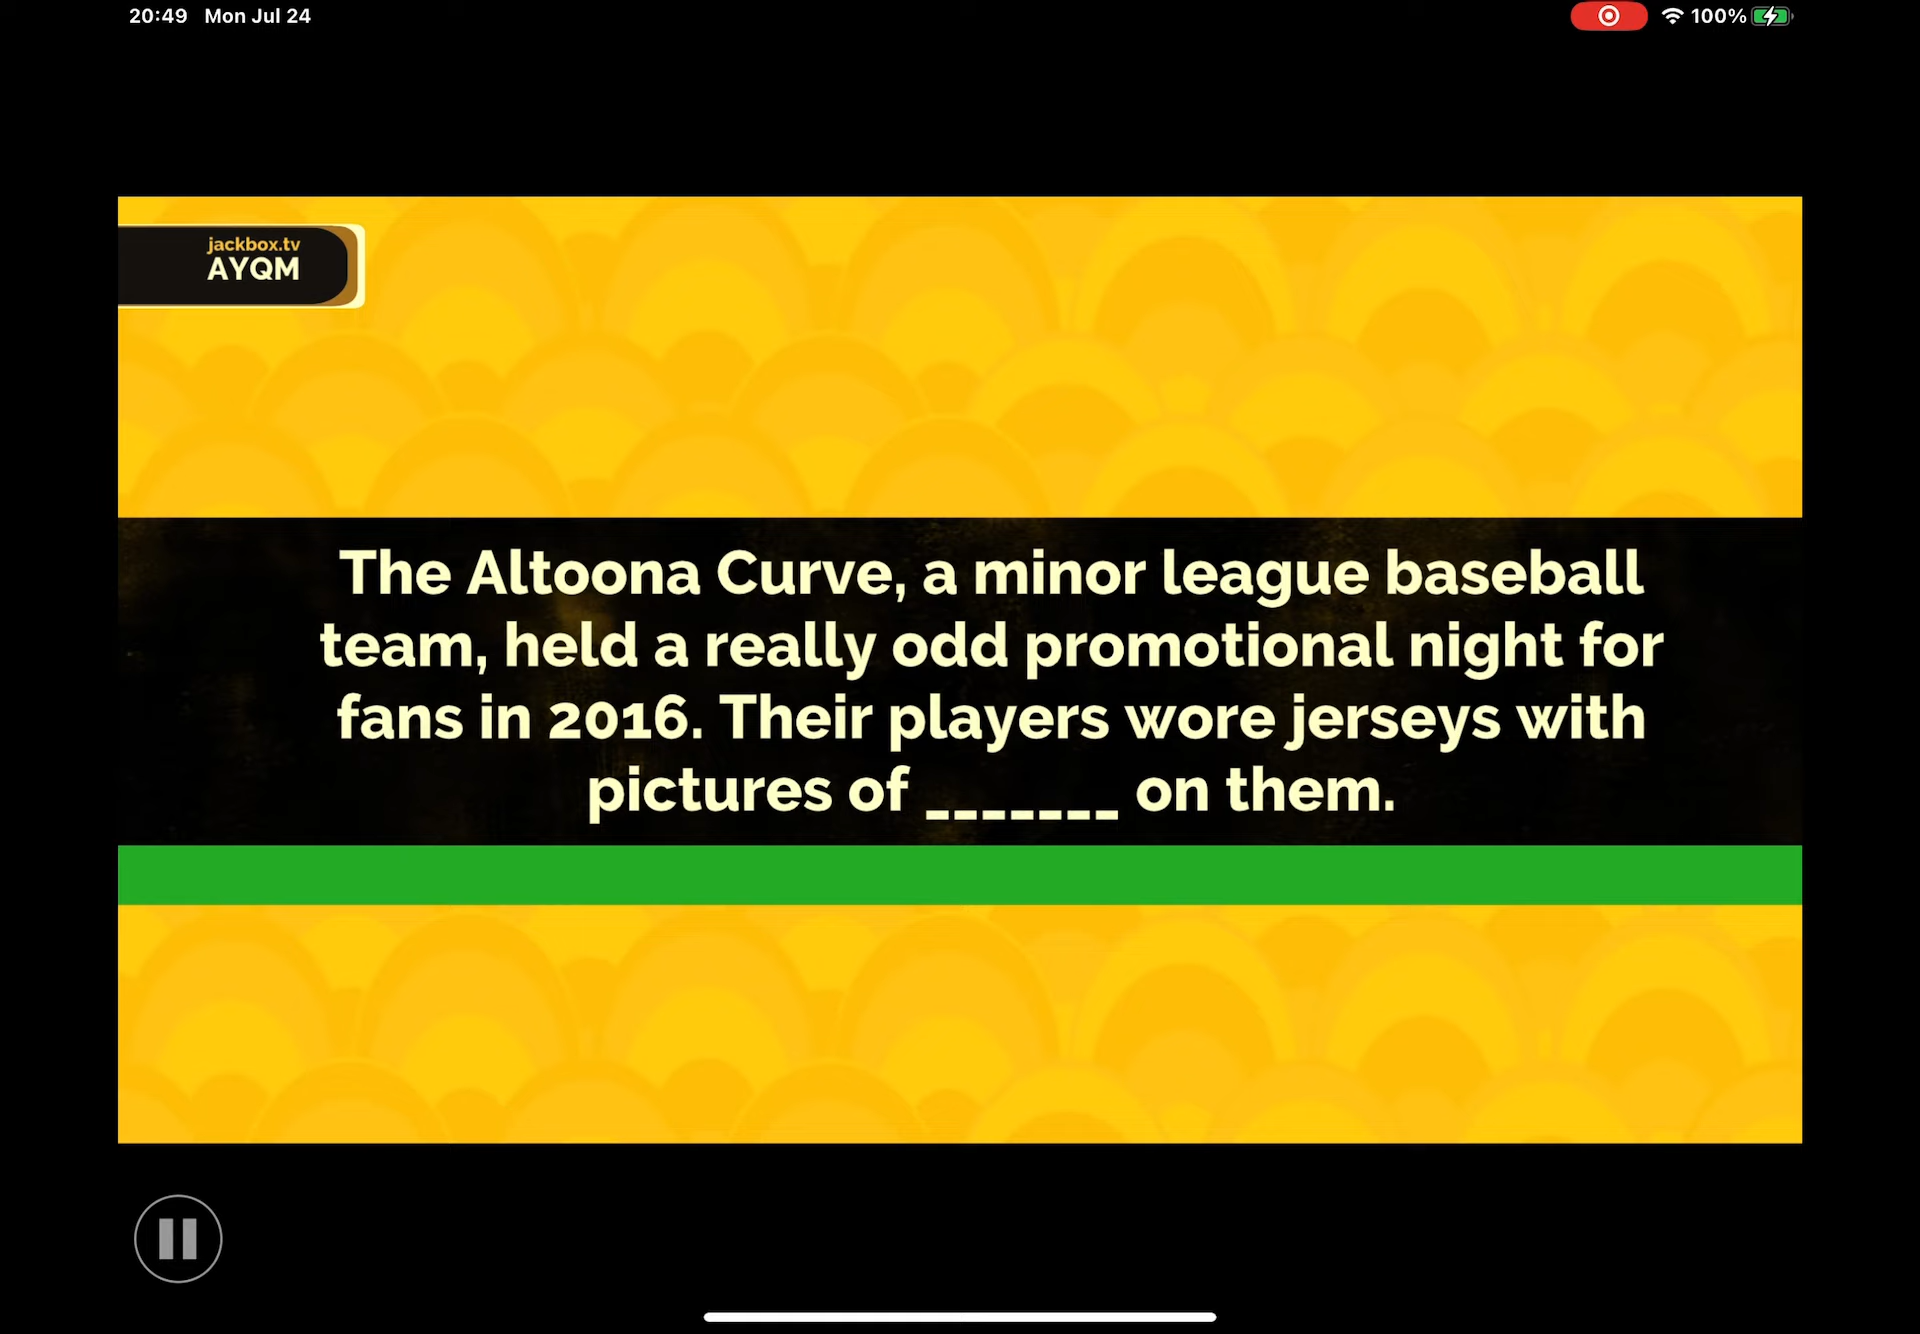 20:49 Mon Jul 24
100%
jackbox.tv
AYQM
The Altoona Curve, a minor league baseball
team, held a really odd promotional night for
fans in 2016. Their players wore jerseys with
pictures of _______ on them.